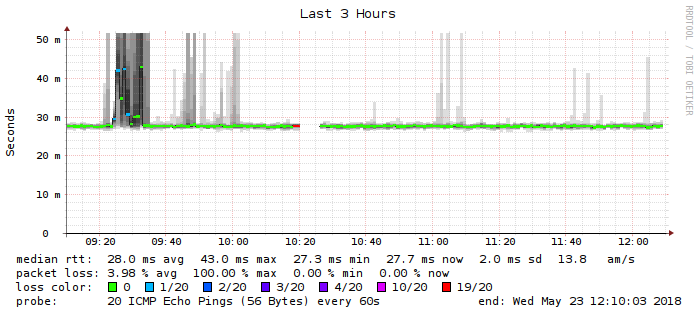 Last 3 Hours
RRDTOOL / TOBI OETIKER
Seconds
50 m
40 m
30 m
20 m
10 m
0
09:20 09:40 10:00 10:20 10:40 11:00 11:20 11:40 12:00
median rtt: 28.0 ms avg 43.0 ms max 27.3 ms min 27.7 ms now 2.0 ms sd 13.8 am/s
packet loss: 3.98 % avg 100.00 % max 0.00 % min 0.00 % now
loss color: 0 1/20 2/20 3/20 4/20 10/20 19/20
probe: 20 ICMP Echo Pings (56 Bytes) every 60s end: Wed May 23 12:10:03 2018